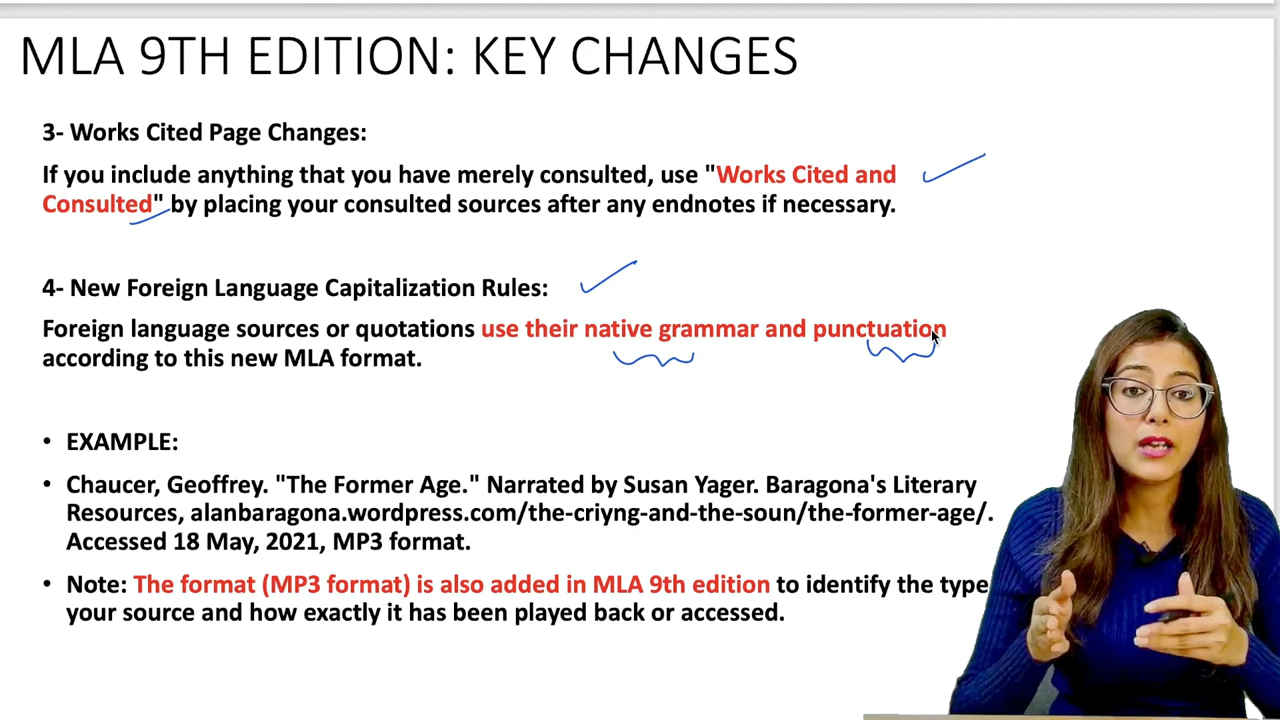 MLA 9TH EDITION: KEY CHANGES
3- Works Cited Page Changes:
If you include anything that you have merely consulted, use "Works Cited and
Consulted" by placing your consulted sources after any endnotes if necessary.
4- New Foreign Language Capitalization Rules:
Foreign language sources or quotations use their native grammar and punctuation
according to this new MLA format.
• EXAMPLE:
• Chaucer, Geoffrey. "The Former Age." Narrated by Susan Yager. Baragona's Literary
Resources, alanbaragona.wordpress.com/the-criyng-and-the-soun/the-former-age/.
Accessed 18 May, 2021, MP3 format.
• Note: The format (MP3 format) is also added in MLA 9th edition to identify the type
your source and how exactly it has been played back or accessed.